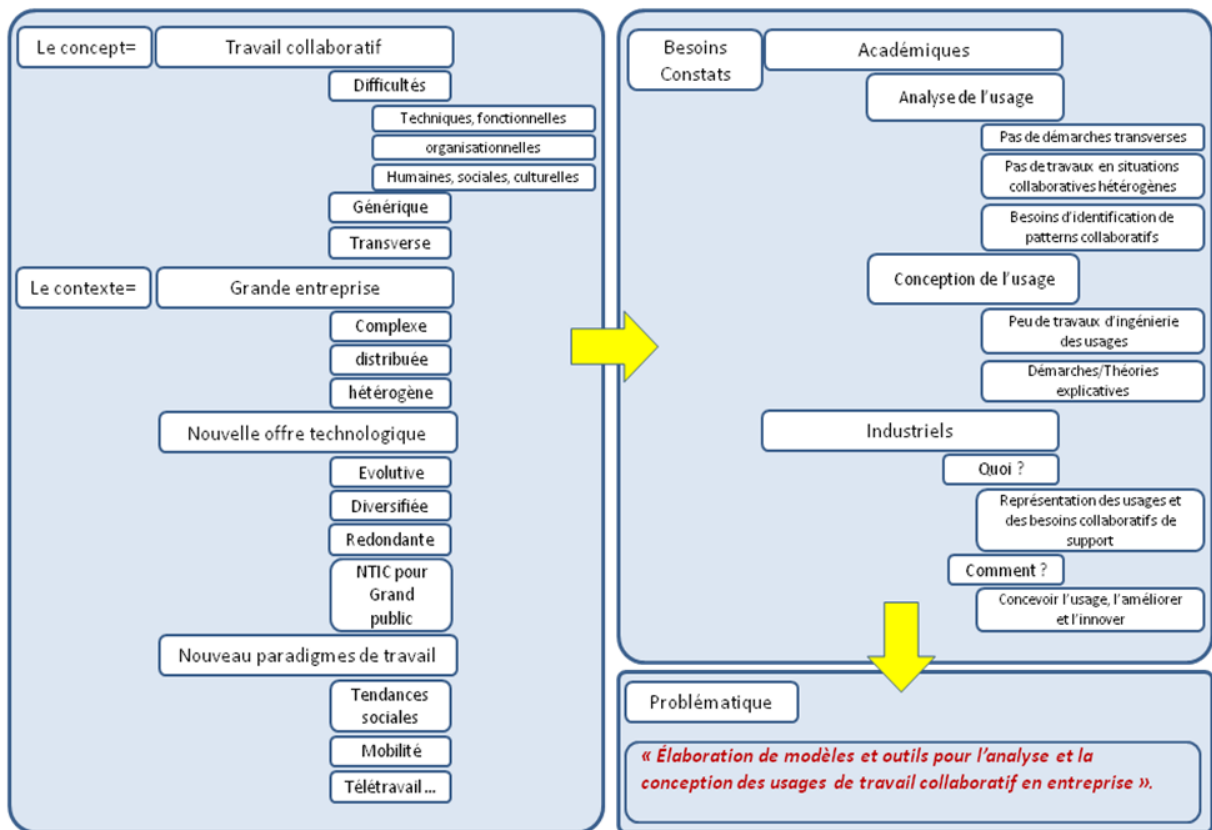 Le concept=
Travail collaboratif
Difficultés
Techniques, fonctionnelles
organisationnelles
Humaines, sociales, culturelles
Générique
Transverse
Le contexte=
Grande entreprise
Complexe
distribuée
hétérogène
Nouvelle offre technologique
Evolutive
Diversifiée
Redondante
NTIC pour
Grand
public
Nouveau paradigmes de travail
Tendances
sociales
Mobilité
Télétravail ...
Besoins
Constats
Académiques
Analyse de l'usage
Pas de démarches transverses
Pas de travaux en situations
collaboratives hétérogènes
Besoins d'identification de
patterns collaboratifs
Conception de l'usage
Peu de travaux d'ingénierie
des usages
Démarches/Théories
explicatives
Industriels
Quoi ?
Représentation des usages et
des besoins collaboratifs de
support
Comment ?
Concevoir l'usage, l'améliorer
et l'innover
Problématique
« Élaboration de modèles et outils pour l'analyse et la
conception des usages de travail collaboratif en entreprise ».